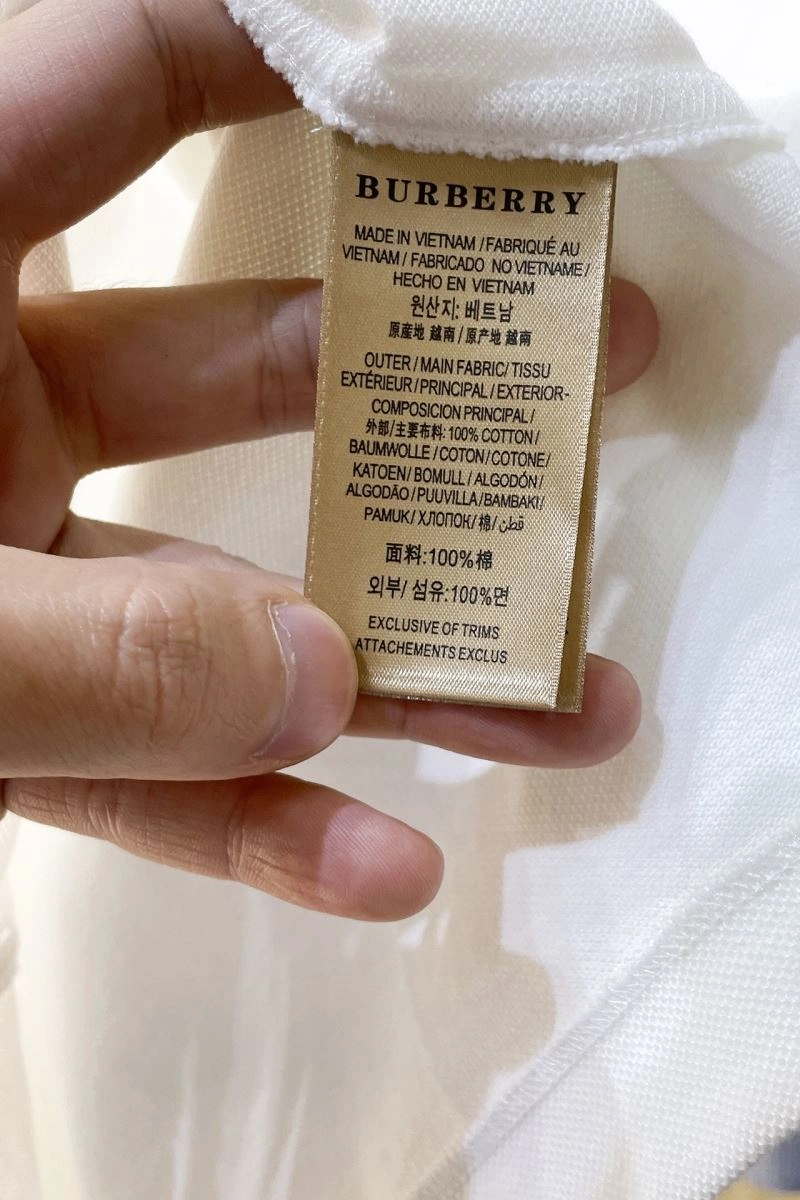 BURBERRY
MADE IN VIETNAM / FABRIQUÉ AU
VIETNAM / FABRICADO NO VIETNAME /
HECHO EN VIETNAM
원산지: 베트남
原産地 越南 / 原产地 越南
OUTER / MAIN FABRIC/ TISSU
EXTÉRIEUR / PRINCIPAL / EXTERIOR-
COMPOSICION PRINCIPAL /
外部/主要布料: 100% COTTON /
BAUMWOLLE / COTON / COTONE/
KATOEN/ BOMULL / ALGODÓN /
ALGODÃO / PUUVILLA /BAMBAKI/
PAMUK / ХЛОПОК/ 棉/ قطن
面料:100%棉
외부/ 섬유:100%면
EXCLUSIVE OF TRIMS
ATTACHEMENTS EXCLUS